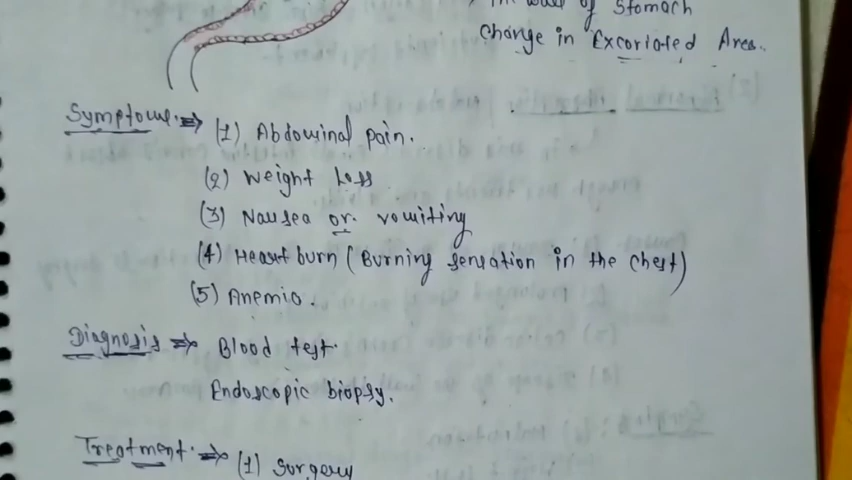 The wall of stomach
change in Excoriated Area.
Symptoms ⇒ (1) Abdominal pain.
(2) Weight Loss
(3) Nausea or vomiting
(4) Heart burn (Burning sensation in the chest)
(5) Anemia.
Diagnosis ⇒ Blood test.
Endoscopic biopsy.
Treatment ⇒ (1) Surgery